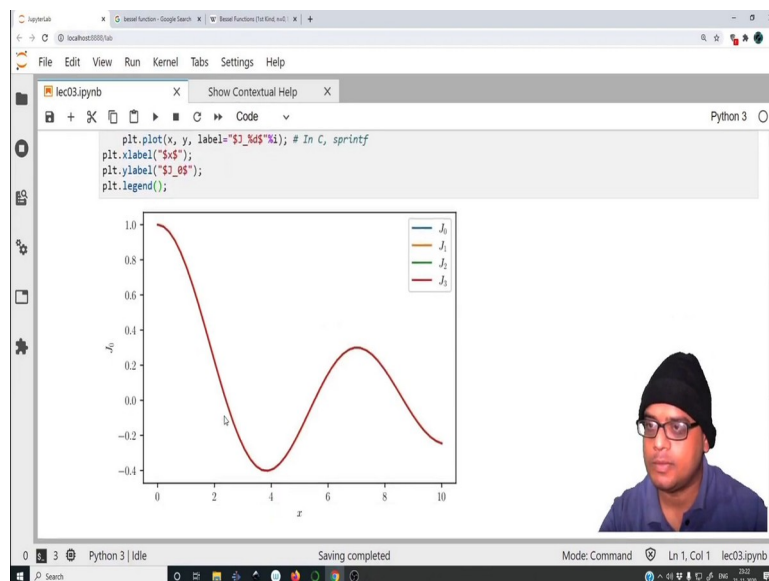 JupyterLab
bessel function - Google Search
Bessel Functions (1st Kind, n=0
localhost:8888/lab
File Edit View Run Kernel Tabs Settings Help
lec03.ipynb
Show Contextual Help
Code
Python 3
plt.plot(x, y, label="$J_%d$"%i); # In C, sprintf
plt.xlabel("$x$");
plt.ylabel("$J_0$");
plt.legend();
1.0
0.8
0.6
0.4
0.2
0.0
−0.2
−0.4
J₀
J₀
J₁
J₂
J₃
0 2 4 6 8 10
x
0 $_ 3 Python 3 | Idle Saving completed Mode: Command Ln 1, Col 1 lec03.ipynb
Search
ENG
23:22